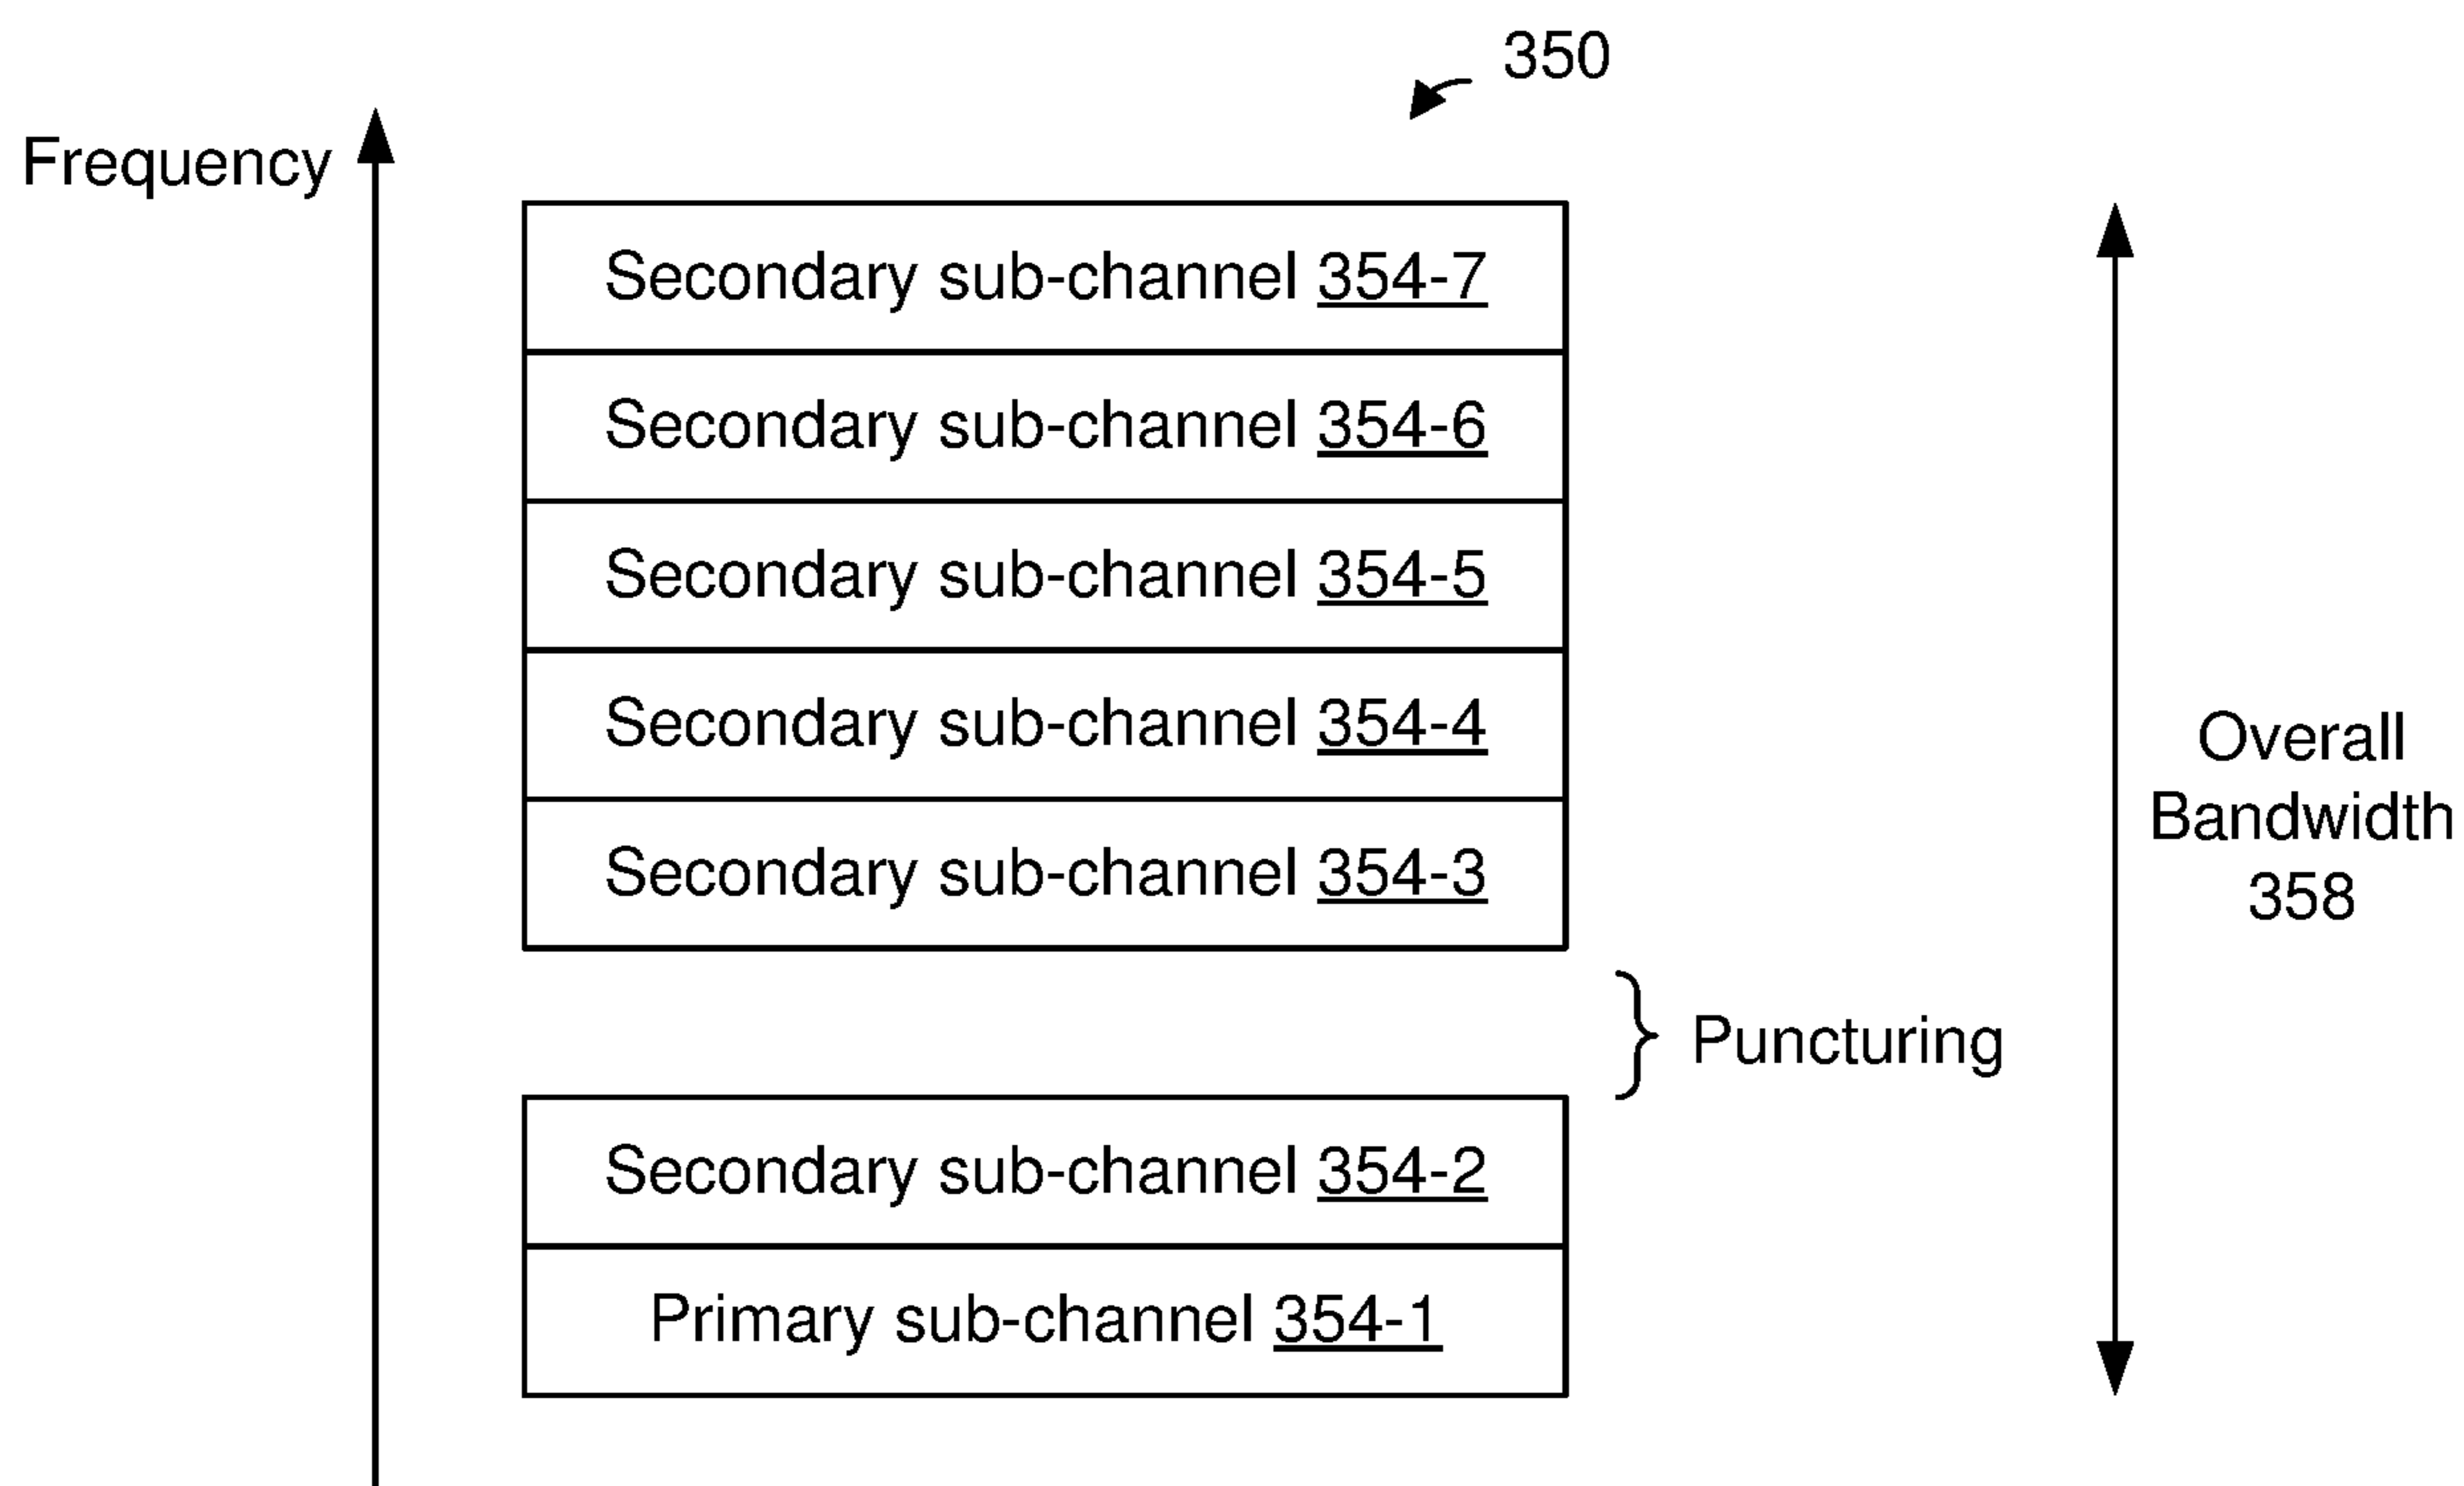 350
Frequency
Secondary sub-channel 354-7
Secondary sub-channel 354-6
Secondary sub-channel 354-5
Secondary sub-channel 354-4
Secondary sub-channel 354-3
Overall
Bandwidth
358
Puncturing
Secondary sub-channel 354-2
Primary sub-channel 354-1